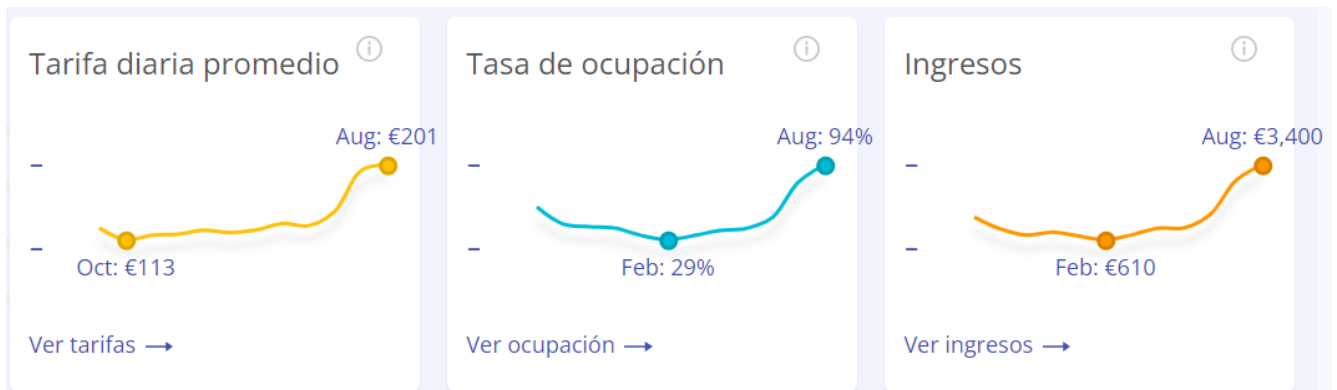 Tarifa diaria promedio
Aug: €201
Oct: €113
Ver tarifas →
Tasa de ocupación
Aug: 94%
Feb: 29%
Ver ocupación →
Ingresos
Aug: €3,400
Feb: €610
Ver ingresos →